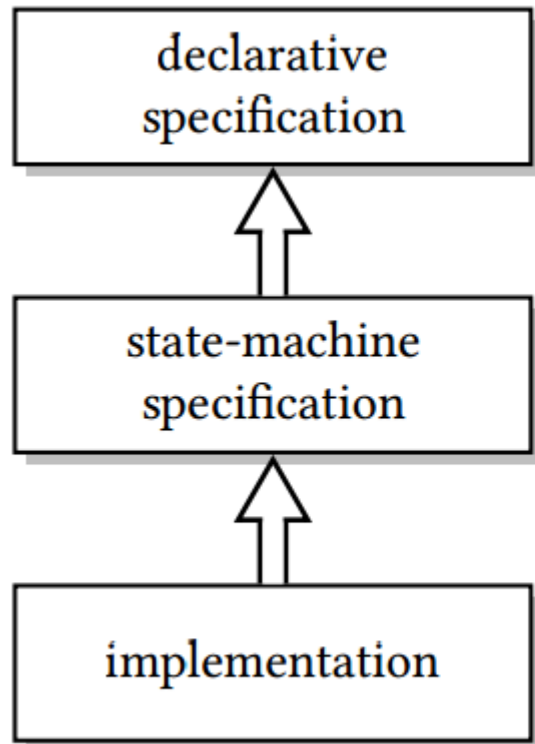 declarative
specification
state-machine
specification
implementation